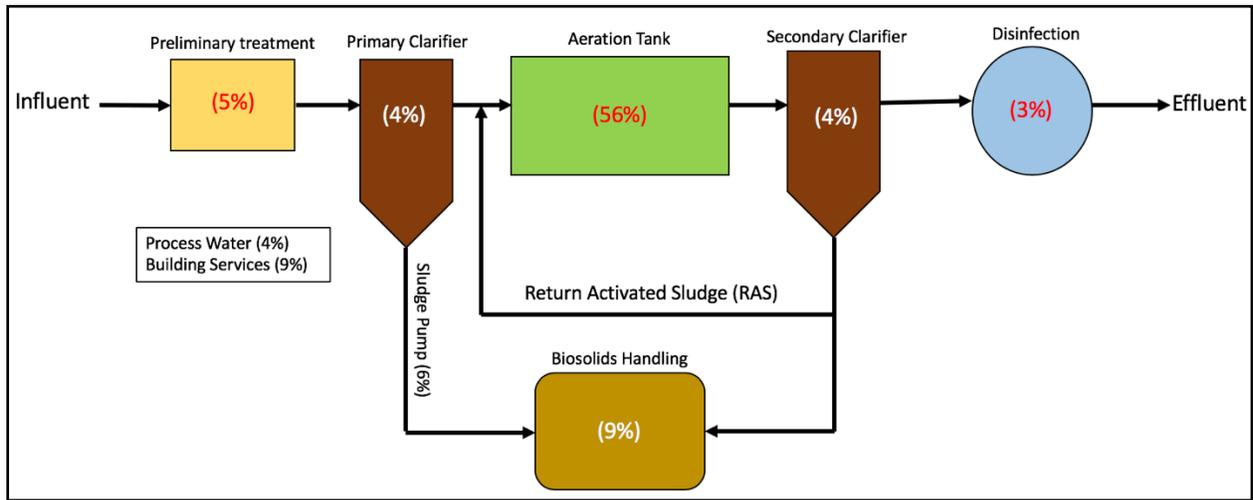 Preliminary treatment
Primary Clarifier
Aeration Tank
Secondary Clarifier
Disinfection
Influent
(5%)
(4%)
(56%)
(4%)
(3%)
Effluent
Process Water (4%)
Building Services (9%)
Sludge Pump (6%)
Return Activated Sludge (RAS)
Biosolids Handling
(9%)